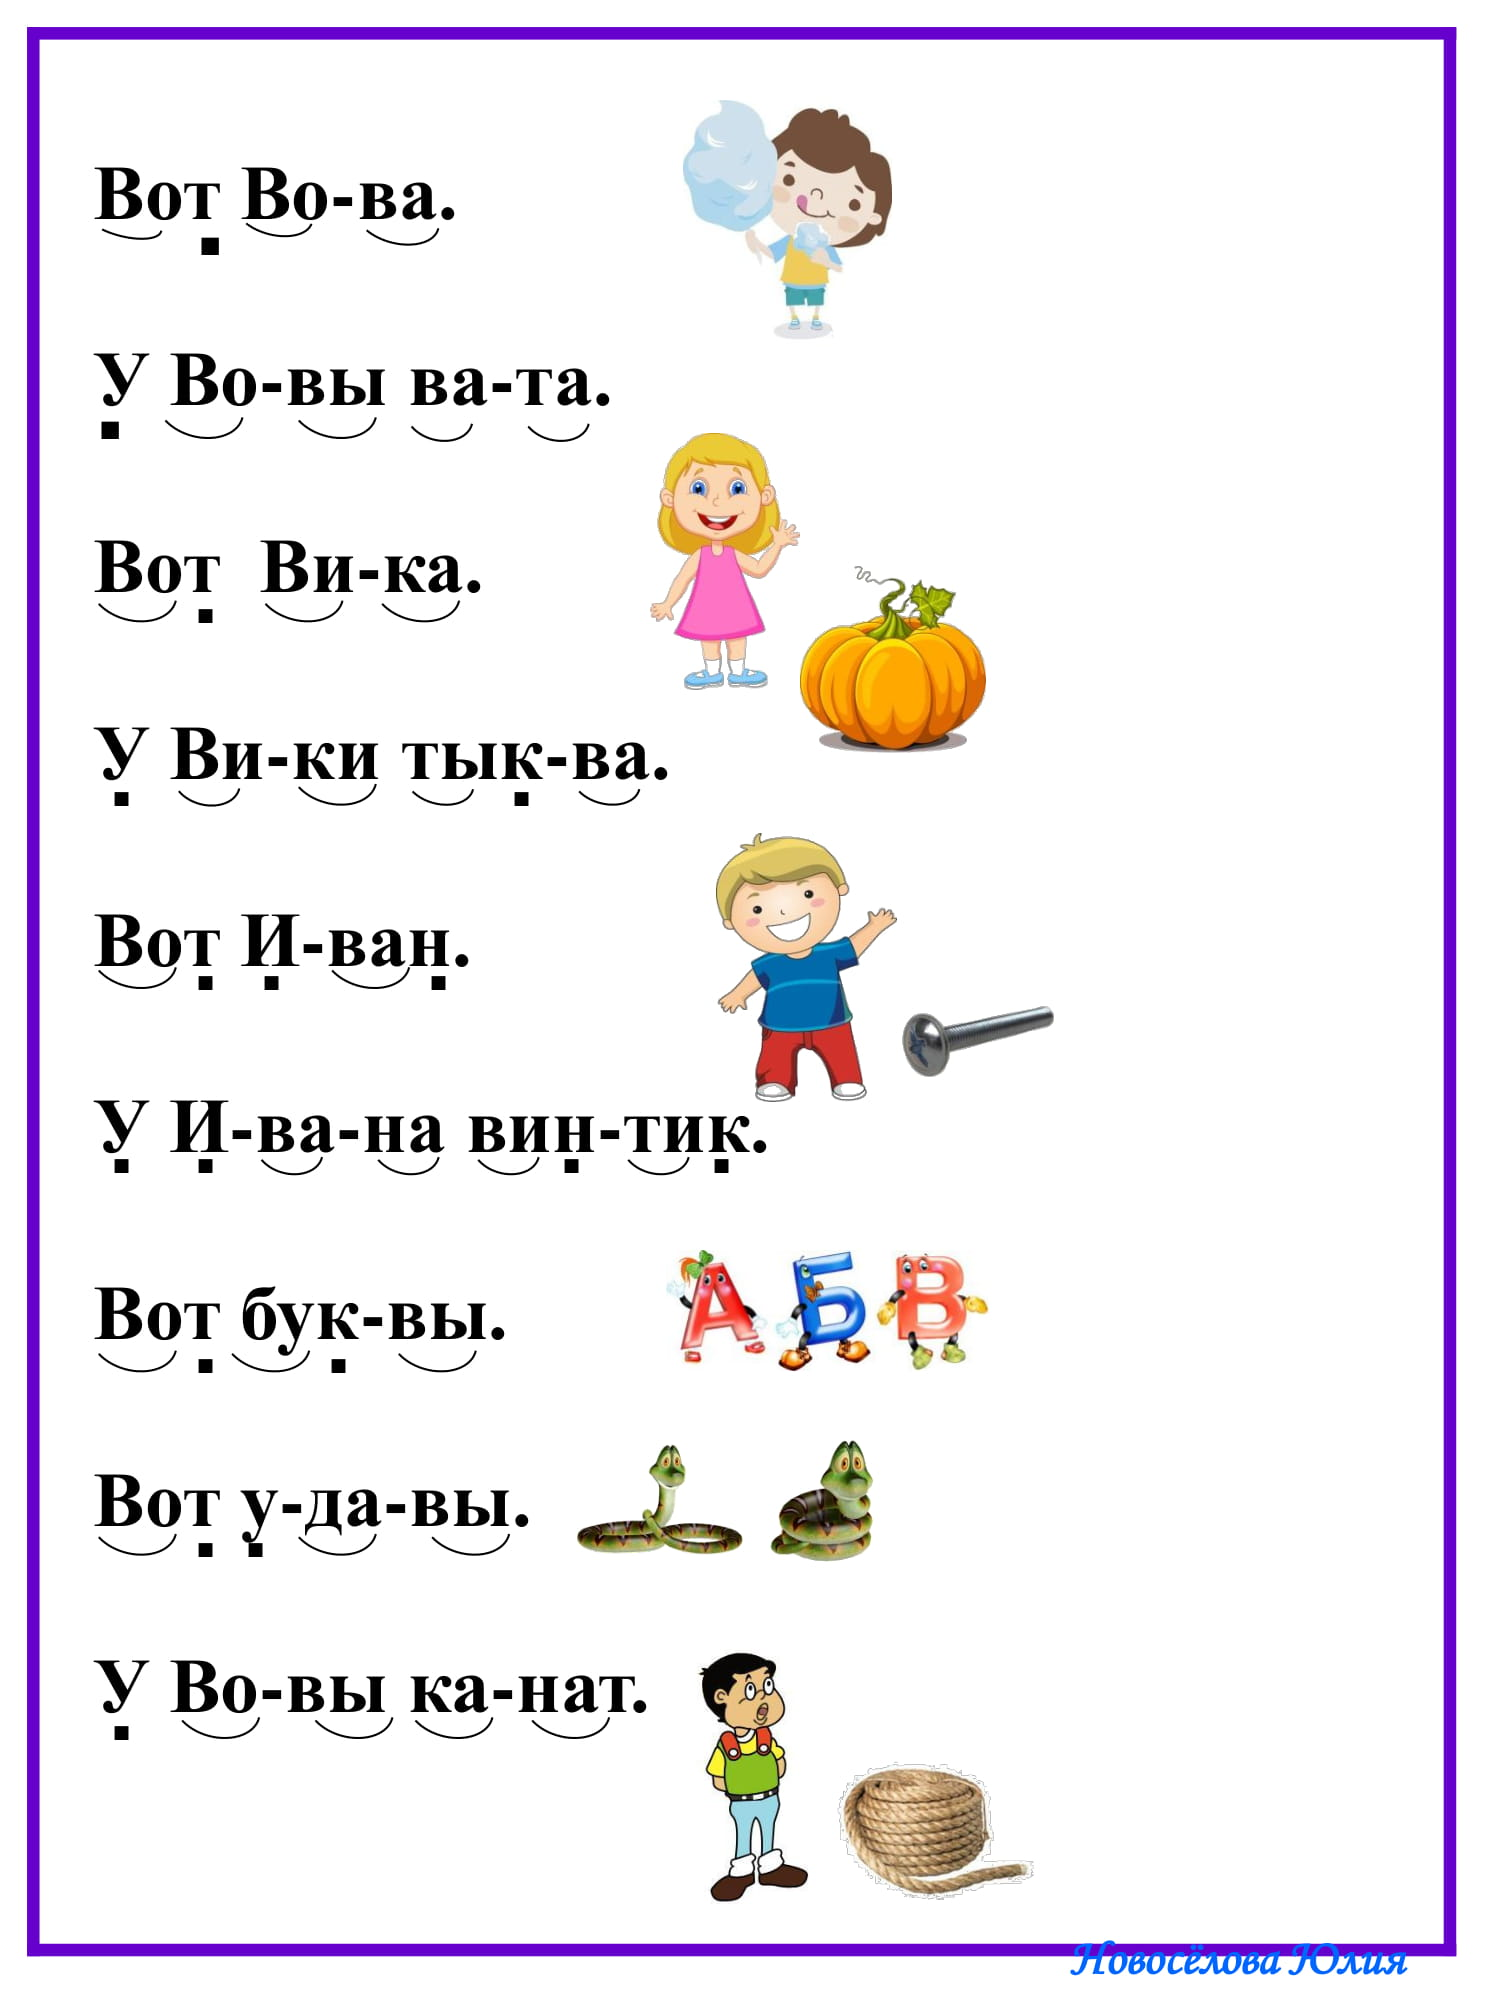 Вот Во-ва.
У Во-вы ва-та.
Вот Ви-ка.
У Ви-ки тык-ва.
Вот И-ван.
У И-ва-на вин-тик.
Вот бук-вы.
А Б В
Вот у-да-вы.
У Во-вы ка-нат.
Новосёлова Юлия